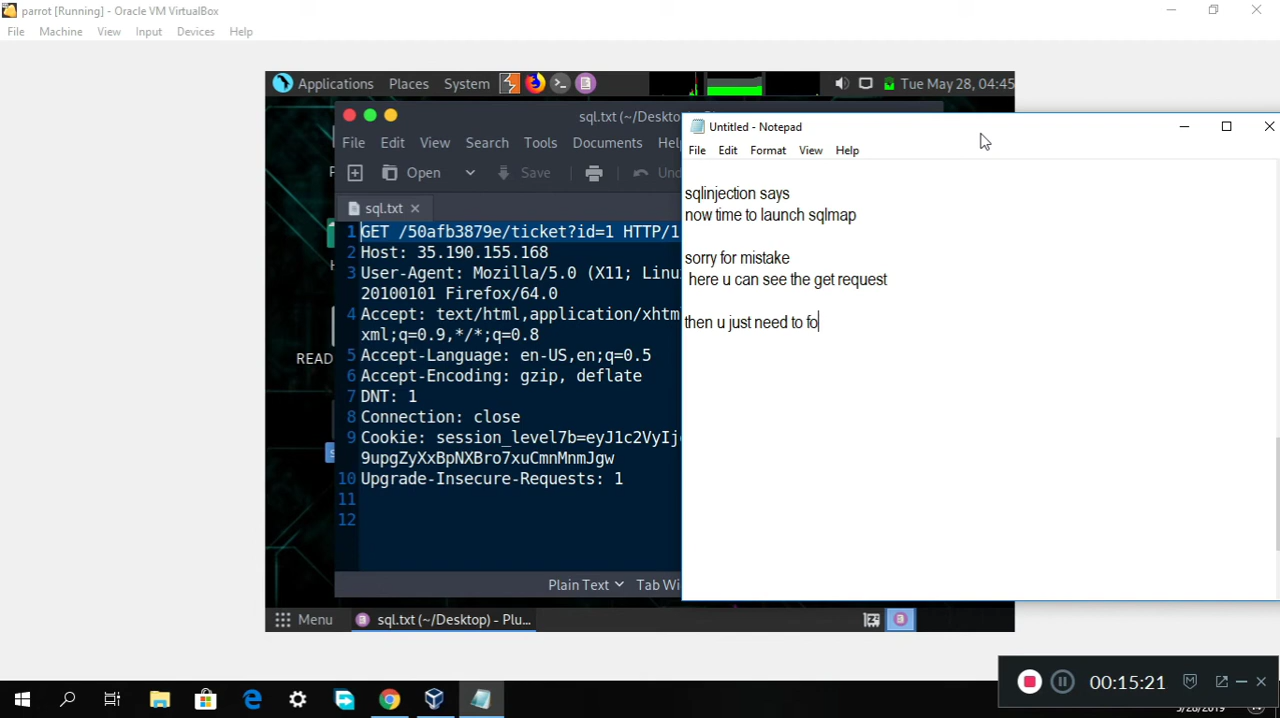 parrot [Running] - Oracle VM VirtualBox
File Machine View Input Devices Help
Applications Places System Tue May 28, 04:45
sql.txt (~/Deskto
File Edit View Search Tools Documents Hel
Open Save Und
sql.txt
1 GET /50afb3879e/ticket?id=1 HTTP/1
2 Host: 35.190.155.168
3 User-Agent: Mozilla/5.0 (X11; Linu
20100101 Firefox/64.0
4 Accept: text/html,application/xhtml
xml;q=0.9,*/*;q=0.8
5 Accept-Language: en-US,en;q=0.5
6 Accept-Encoding: gzip, deflate
7 DNT: 1
8 Connection: close
9 Cookie: session_level7b=eyJ1c2VyIj
9upgZyXxBpNXBro7xuCmnMnmJgw
10 Upgrade-Insecure-Requests: 1
11
12
READ
Plain Text Tab Wi
Menu sql.txt (~/Desktop) - Plu...
Untitled - Notepad
File Edit Format View Help
sqlinjection says
now time to launch sqlmap
sorry for mistake
here u can see the get request
then u just need to fo
00:15:21